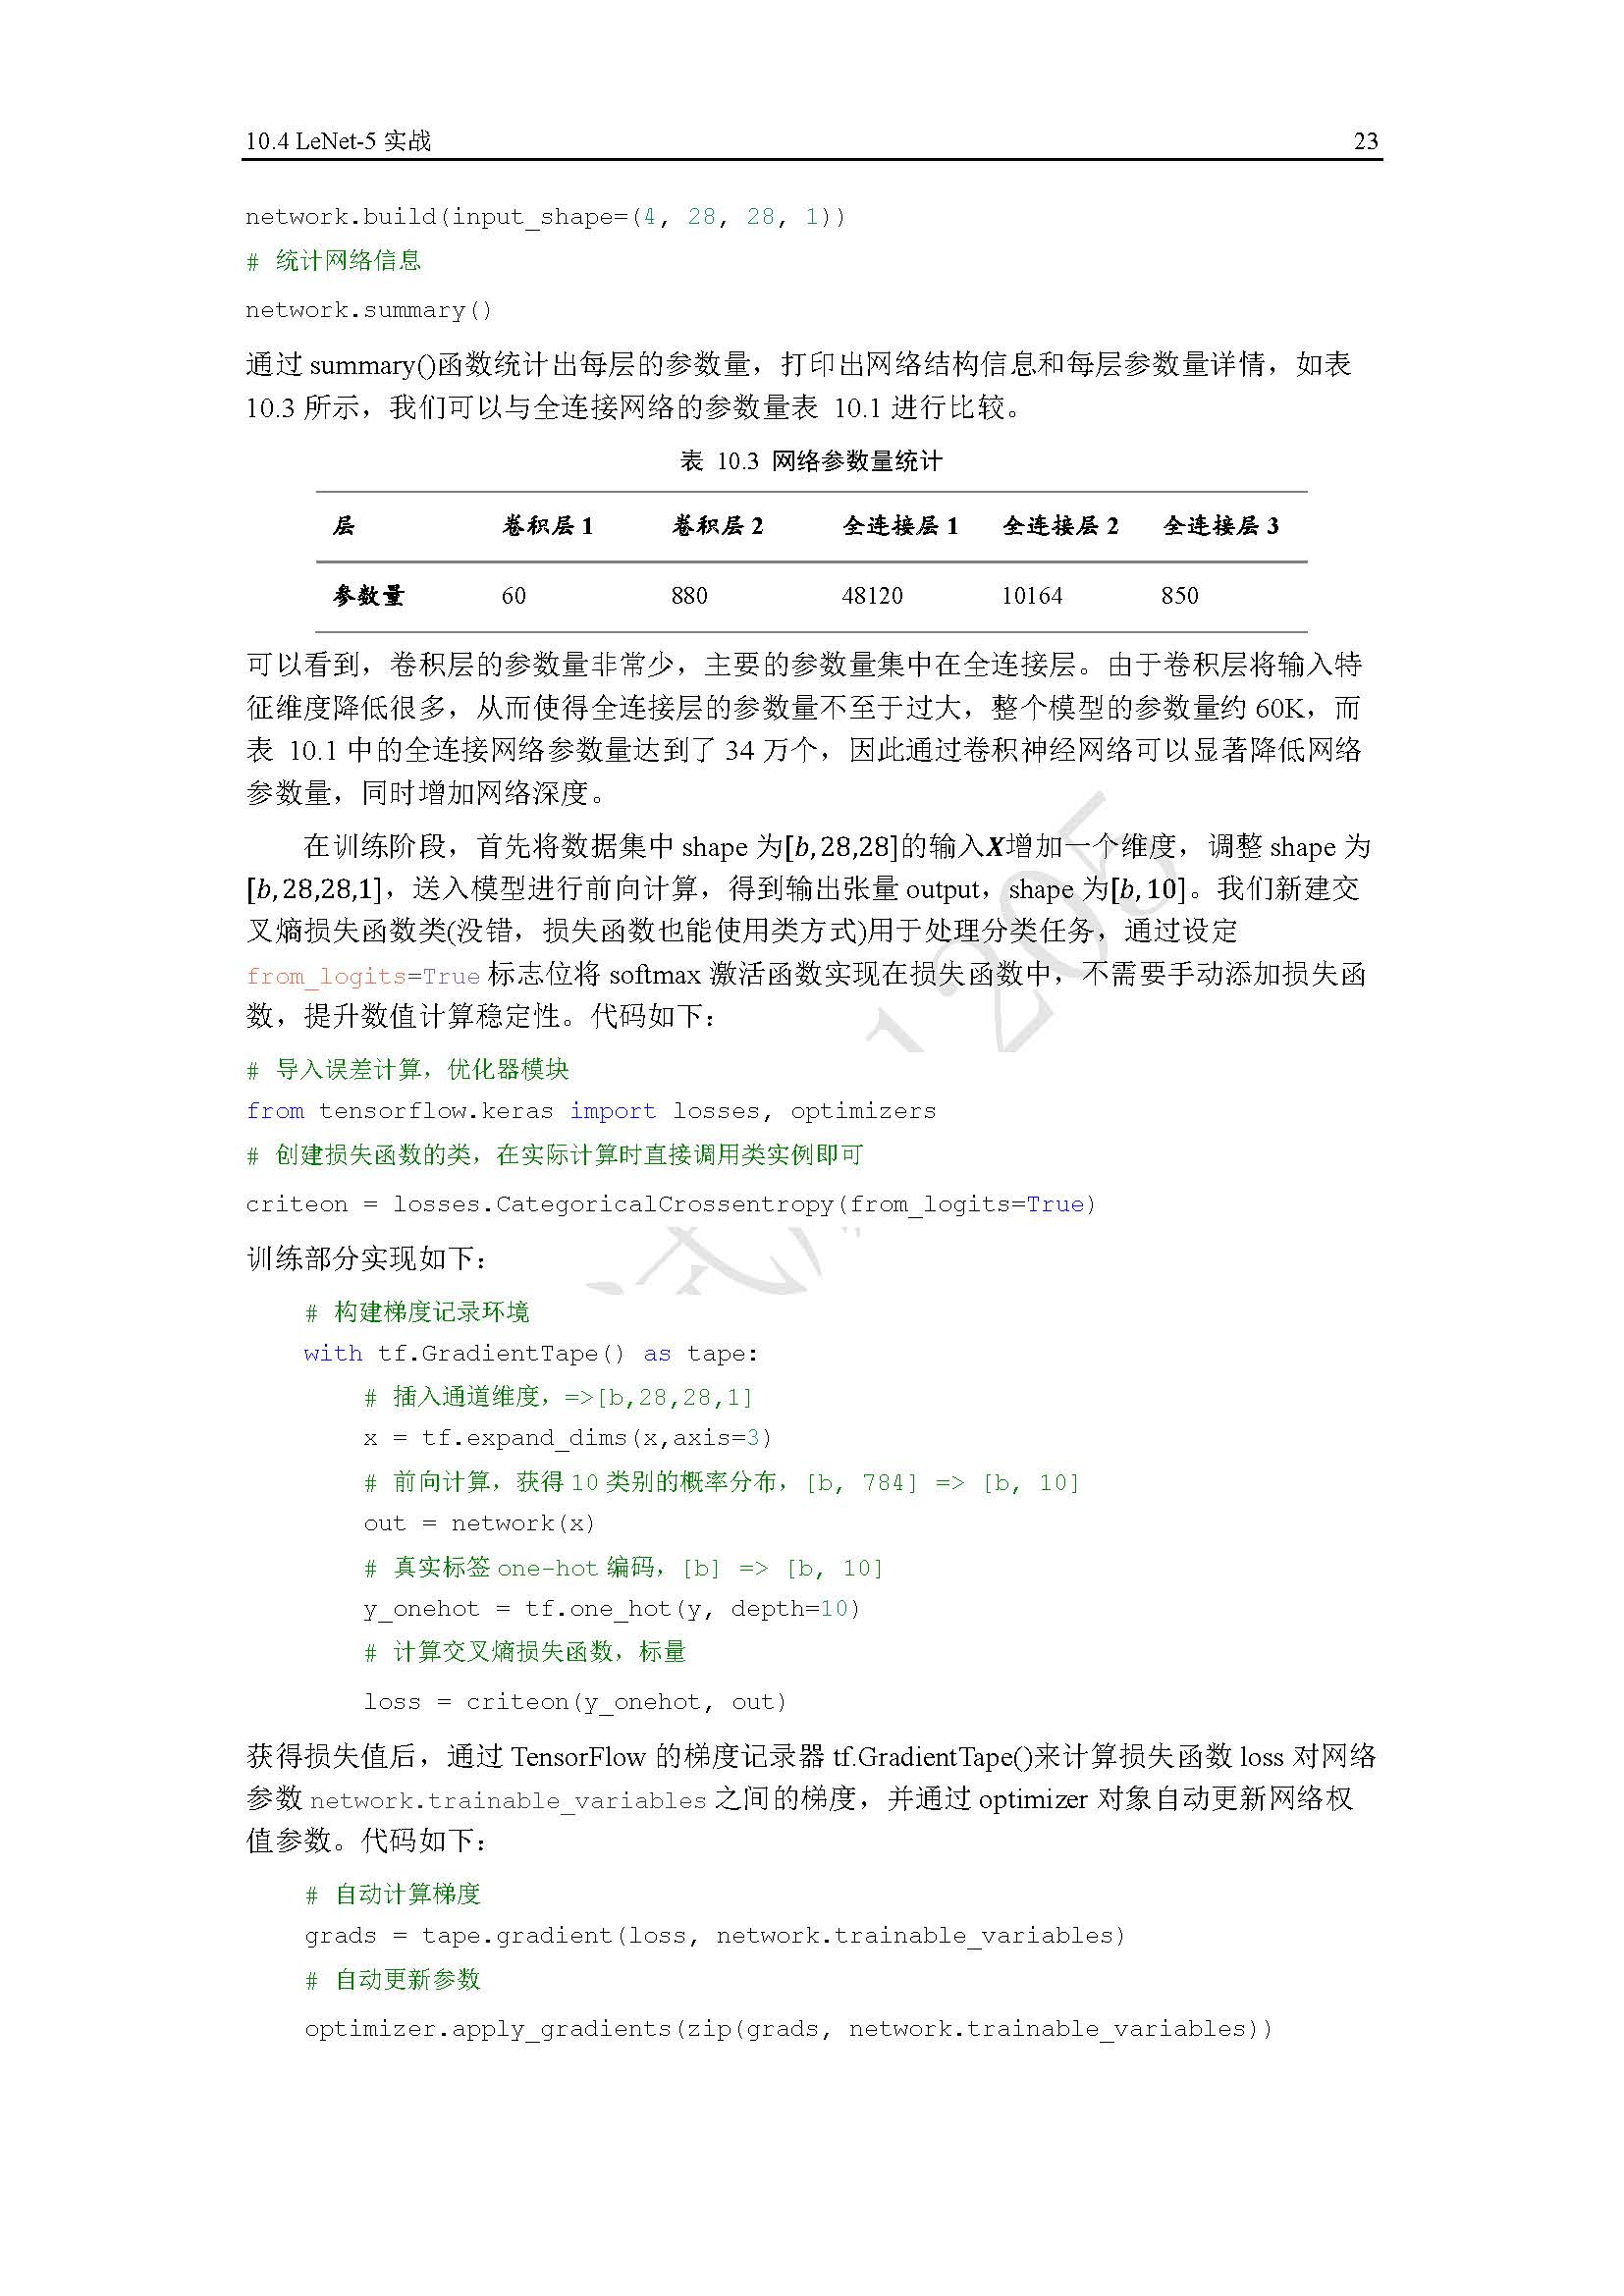 10.4 LeNet-5 实战 23
network.build(input_shape=(4, 28, 28, 1))
# 统计网络信息
network.summary()
通过 summary()函数统计出每层的参数量，打印出网络结构信息和每层参数量详情，如表
10.3 所示，我们可以与全连接网络的参数量表 10.1 进行比较。
表 10.3 网络参数量统计
层 卷积层 1 卷积层 2 全连接层 1 全连接层 2 全连接层 3
参数量 60 880 48120 10164 850
可以看到，卷积层的参数量非常少，主要的参数量集中在全连接层。由于卷积层将输入特
征维度降低很多，从而使得全连接层的参数量不至于过大，整个模型的参数量约 60K，而
表 10.1 中的全连接网络参数量达到了 34 万个，因此通过卷积神经网络可以显著降低网络
参数量，同时增加网络深度。
在训练阶段，首先将数据集中 shape 为[b, 28,28]的输入X增加一个维度，调整 shape 为
[b, 28,28,1]，送入模型进行前向计算，得到输出张量 output，shape 为[b, 10]。我们新建交
叉熵损失函数类(没错，损失函数也能使用类方式)用于处理分类任务，通过设定
from_logits=True 标志位将 softmax 激活函数实现在损失函数中，不需要手动添加损失函
数，提升数值计算稳定性。代码如下：
# 导入误差计算，优化器模块
from tensorflow.keras import losses, optimizers
# 创建损失函数的类，在实际计算时直接调用类实例即可
criteon = losses.CategoricalCrossentropy(from_logits=True)
训练部分实现如下：
# 构建梯度记录环境
with tf.GradientTape() as tape:
# 插入通道维度，=>[b,28,28,1]
x = tf.expand_dims(x,axis=3)
# 前向计算，获得 10 类别的概率分布，[b, 784] => [b, 10]
out = network(x)
# 真实标签 one-hot 编码，[b] => [b, 10]
y_onehot = tf.one_hot(y, depth=10)
# 计算交叉熵损失函数，标量
loss = criteon(y_onehot, out)
获得损失值后，通过 TensorFlow 的梯度记录器 tf.GradientTape()来计算损失函数 loss 对网络
参数 network.trainable_variables 之间的梯度，并通过 optimizer 对象自动更新网络权
值参数。代码如下：
# 自动计算梯度
grads = tape.gradient(loss, network.trainable_variables)
# 自动更新参数
optimizer.apply_gradients(zip(grads, network.trainable_variables))